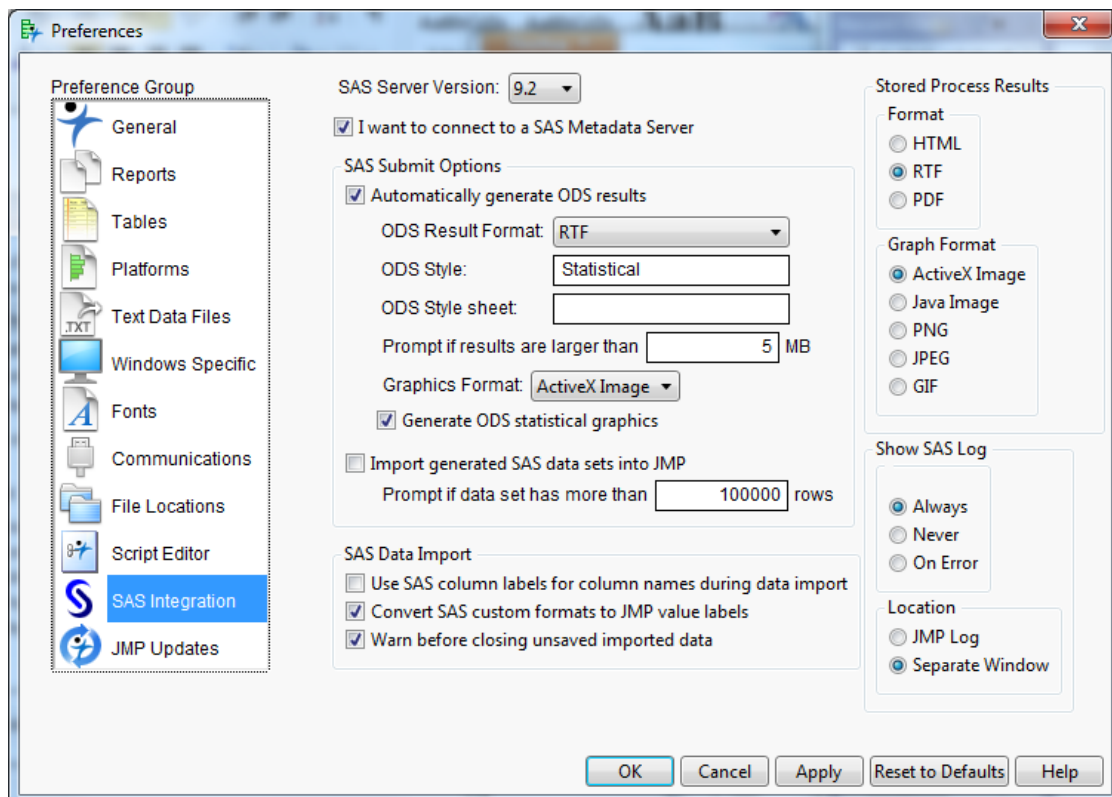 Preferences
Preference Group
General
Reports
Tables
Platforms
.TXT Text Data Files
Windows Specific
A Fonts
Communications
File Locations
Script Editor
SAS Integration
JMP Updates
SAS Server Version: 9.2
I want to connect to a SAS Metadata Server
SAS Submit Options
Automatically generate ODS results
ODS Result Format: RTF
ODS Style: Statistical
ODS Style sheet:
Prompt if results are larger than 5 MB
Graphics Format: ActiveX Image
Generate ODS statistical graphics
Import generated SAS data sets into JMP
Prompt if data set has more than 100000 rows
SAS Data Import
Use SAS column labels for column names during data import
Convert SAS custom formats to JMP value labels
Warn before closing unsaved imported data
Stored Process Results
Format
HTML
RTF
PDF
Graph Format
ActiveX Image
Java Image
PNG
JPEG
GIF
Show SAS Log
Always
Never
On Error
Location
JMP Log
Separate Window
OK Cancel Apply Reset to Defaults Help